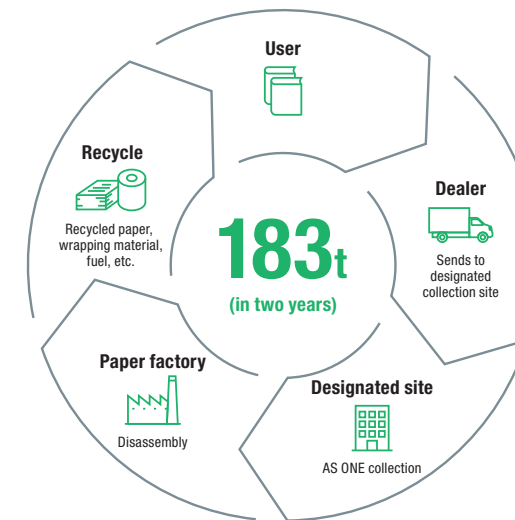 User
Dealer
Sends to
designated
collection site
Designated site
AS ONE collection
Paper factory
Disassembly
Recycle
Recycled paper,
wrapping material,
fuel, etc.
183t
(in two years)